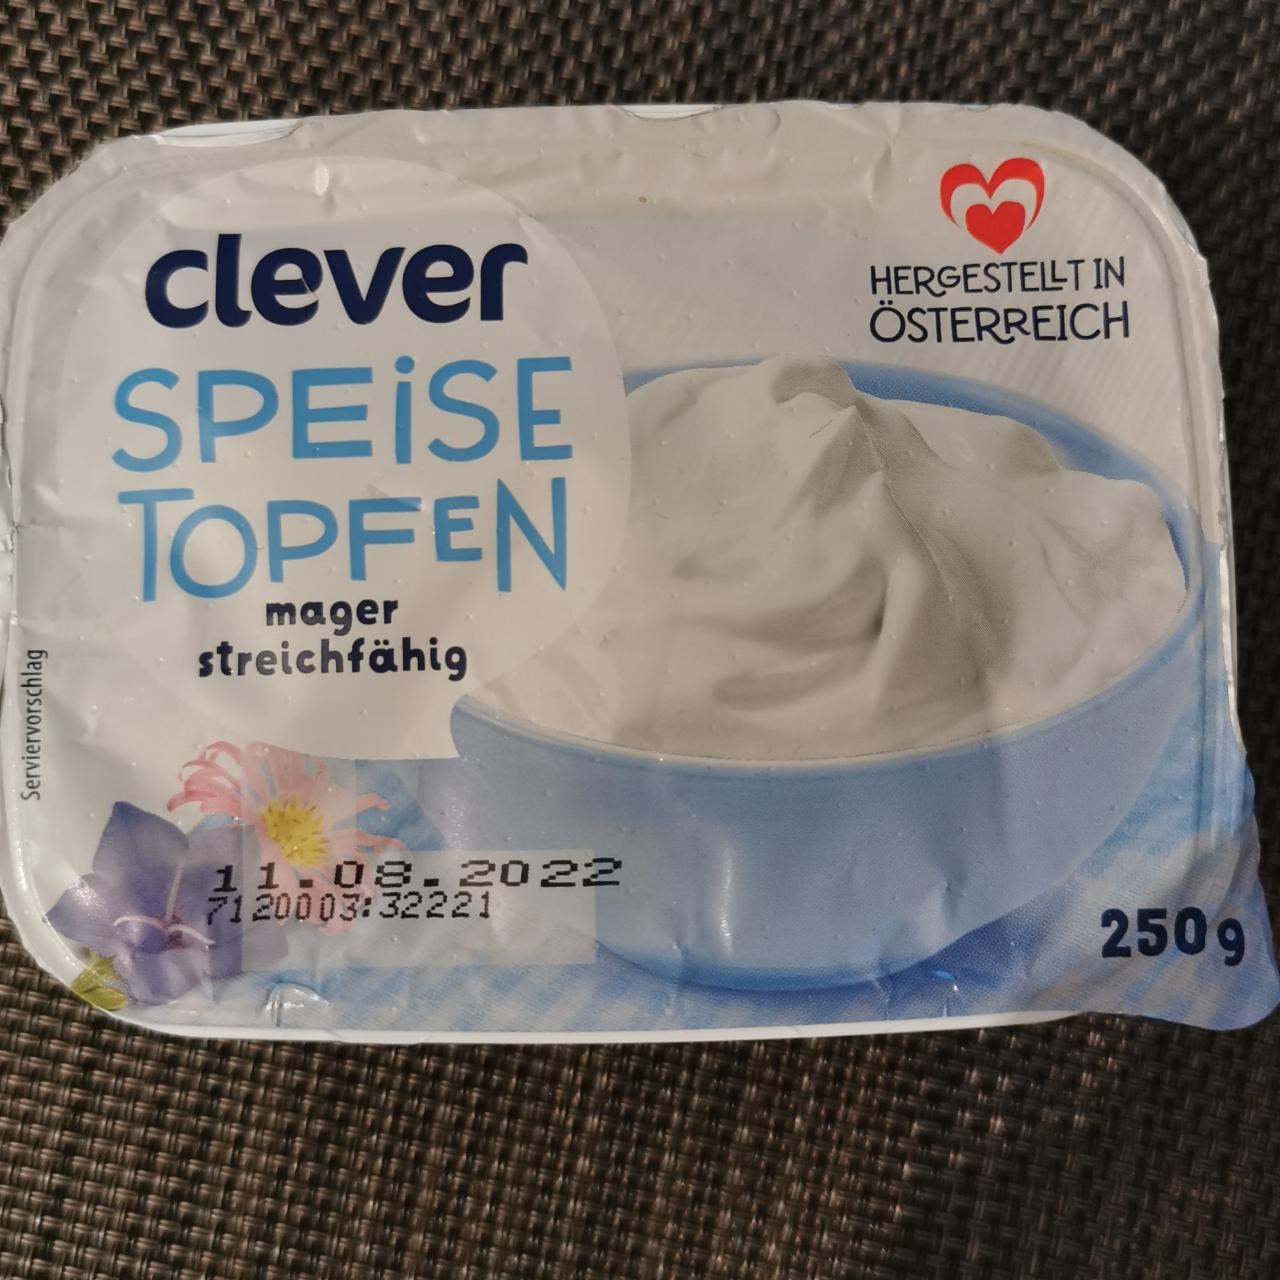 clever
SPEiSE
TOPFEN
mager
streichfähig
HERGESTELLT IN
ÖSTERREICH
Serviervorschlag
11.08.2022
7120003:32221
250g